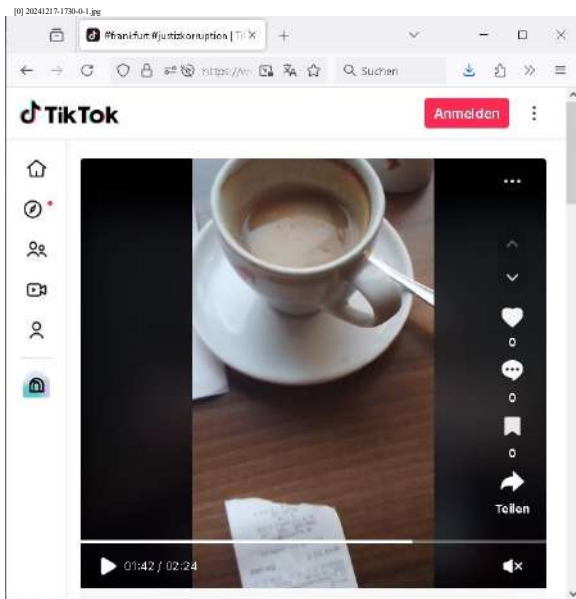 [0] 20241217-1730-0-1.jpg
#frankfurt #justizkorruption | Ti
https://w
Suchen
TikTok
Anmelden
0
0
0
Teilen
01:42 / 02:24